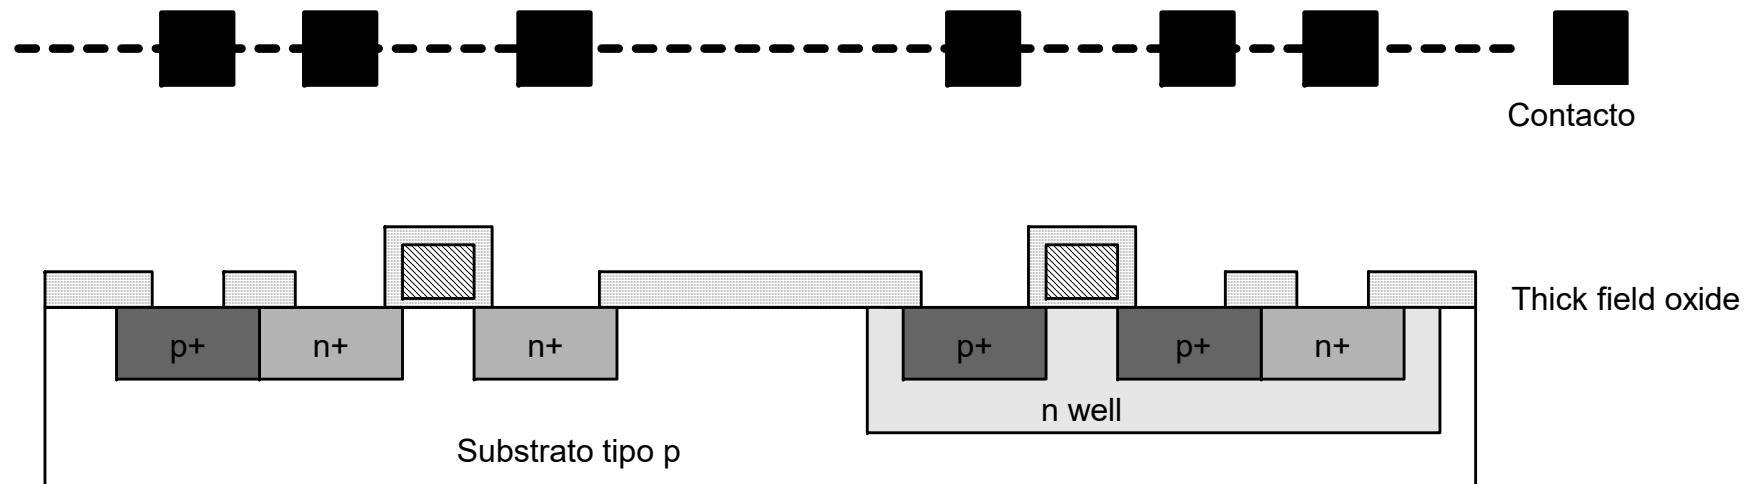 Contacto
Thick field oxide
p+ n+ n+ p+ p+ n+
n well
Substrato tipo p